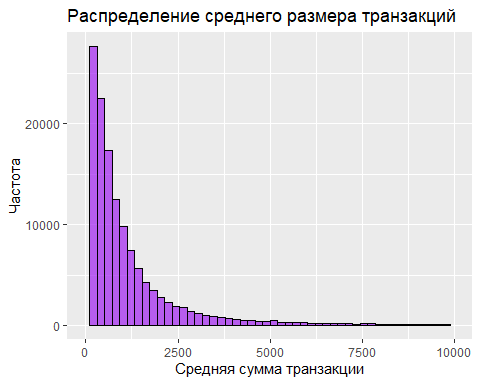 Распределение среднего размера транзакций
Частота
20000
10000
0
0 2500 5000 7500 10000
Средняя сумма транзакции